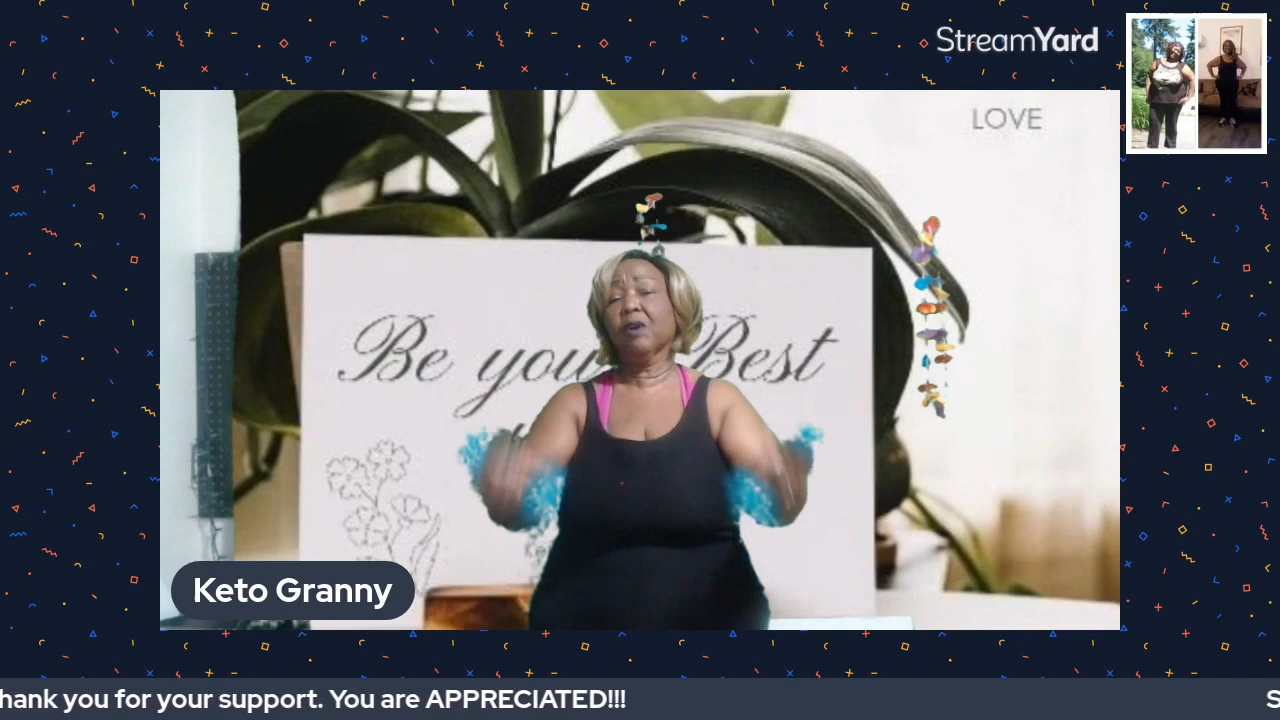 StreamYard
LOVE
Be you Best
Keto Granny
hank you for your support. You are APPRECIATED!!!
S